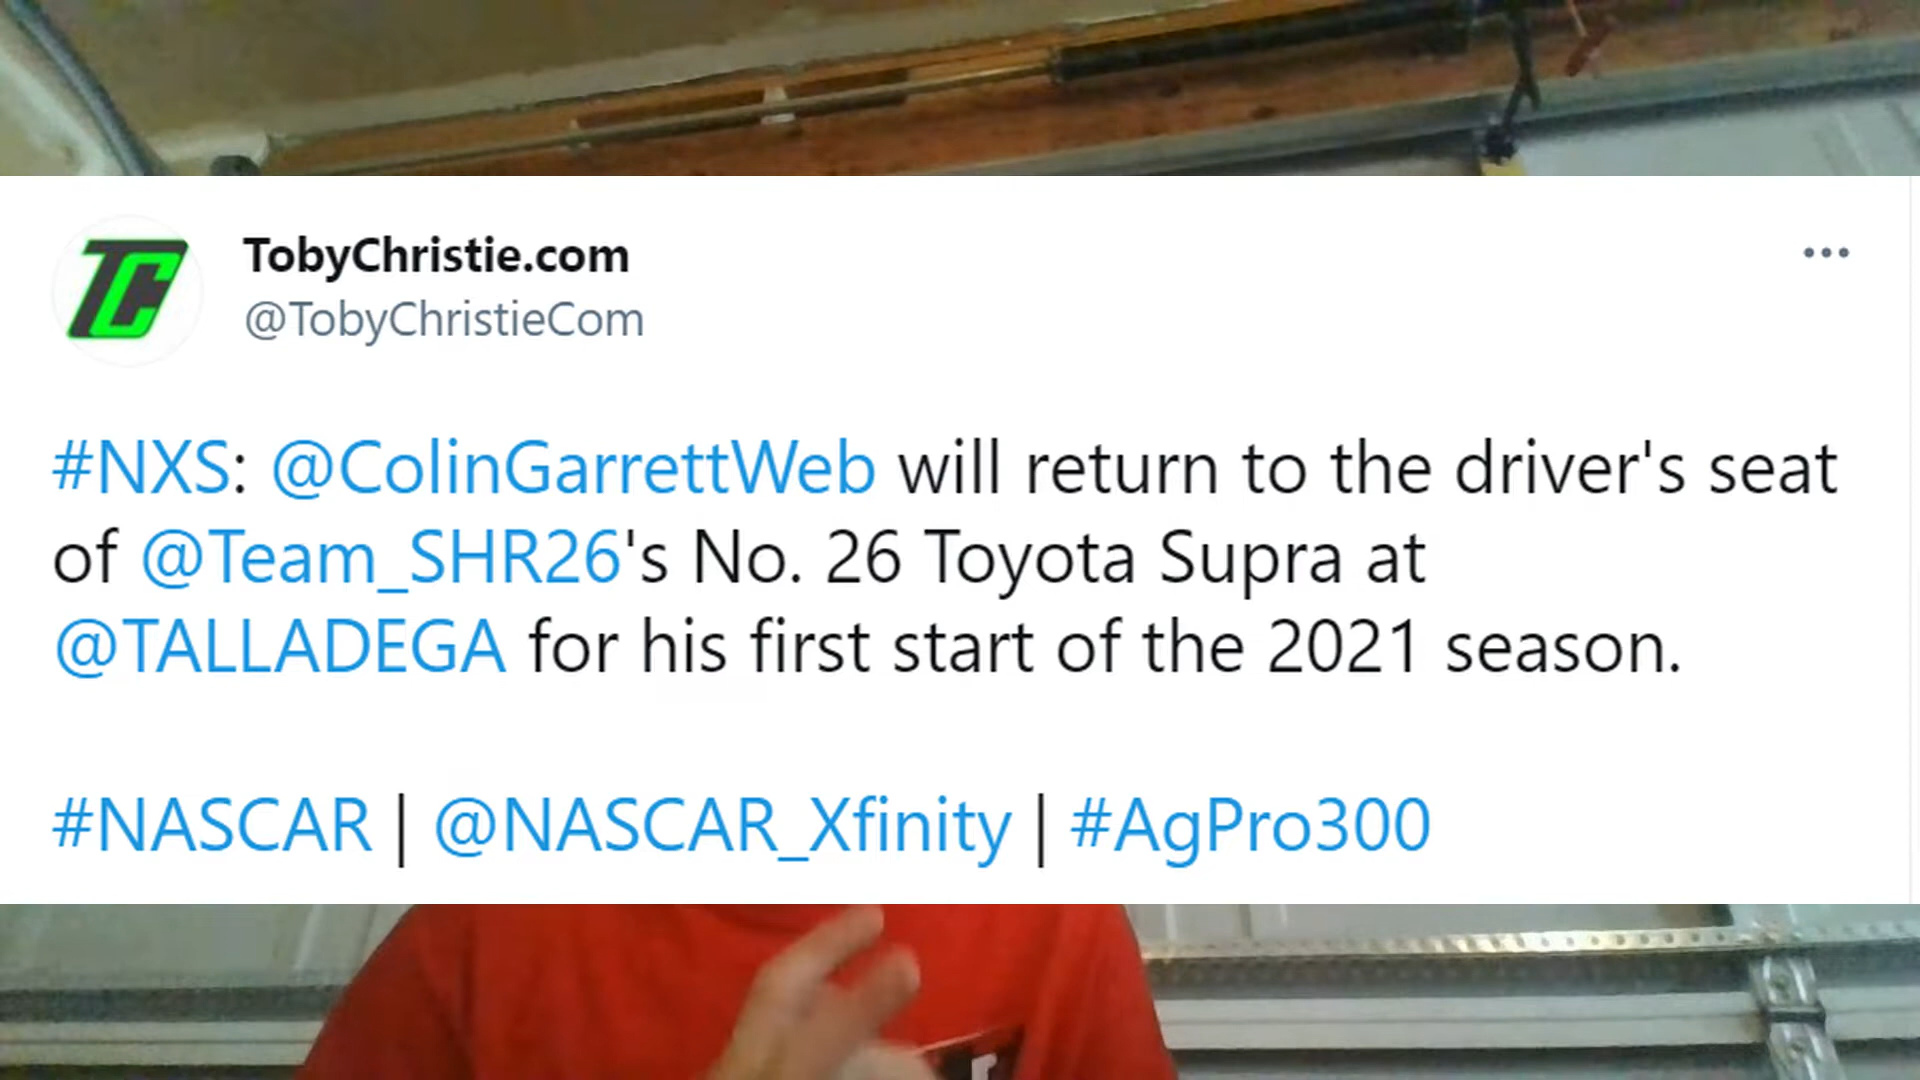 TC
TobyChristie.com
@TobyChristieCom
#NXS: @ColinGarrettWeb will return to the driver's seat
of @Team_SHR26's No. 26 Toyota Supra at
@TALLADEGA for his first start of the 2021 season.
#NASCAR | @NASCAR_Xfinity | #AgPro300